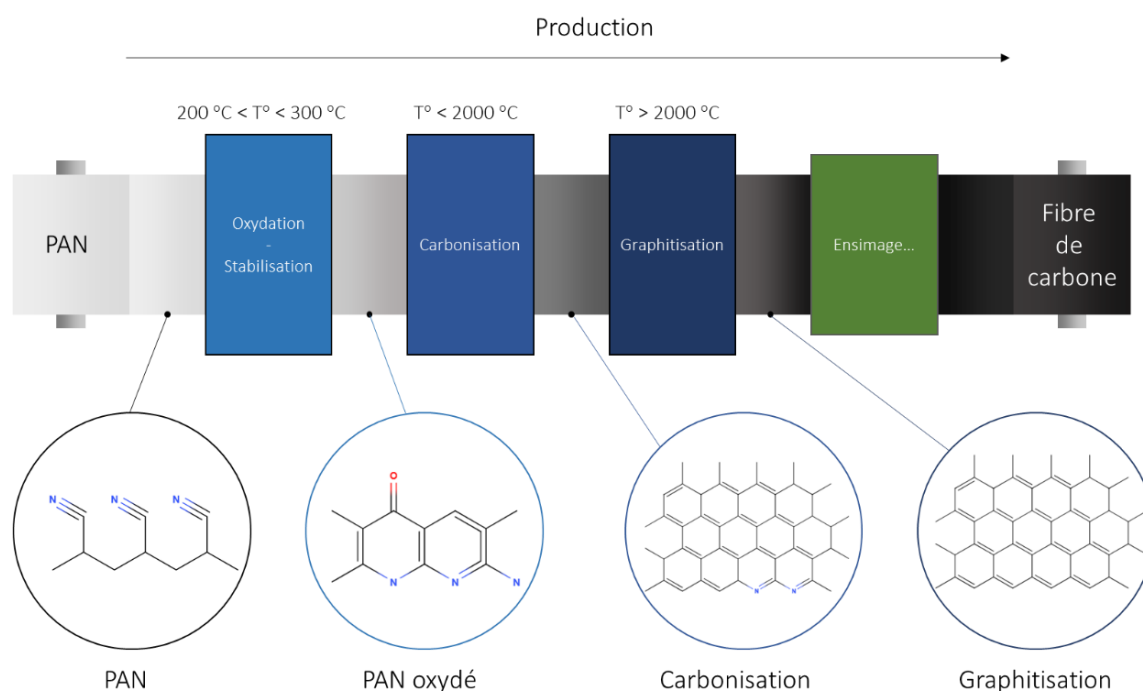 Production
200 °C < T° < 300 °C
T° < 2000 °C
T° > 2000 °C
PAN
Oxydation
-
Stabilisation
Carbonisation
Graphitisation
Ensimage...
Fibre
de
carbone
N
N
N
O
N
N
N
N
N
PAN
PAN oxydé
Carbonisation
Graphitisation